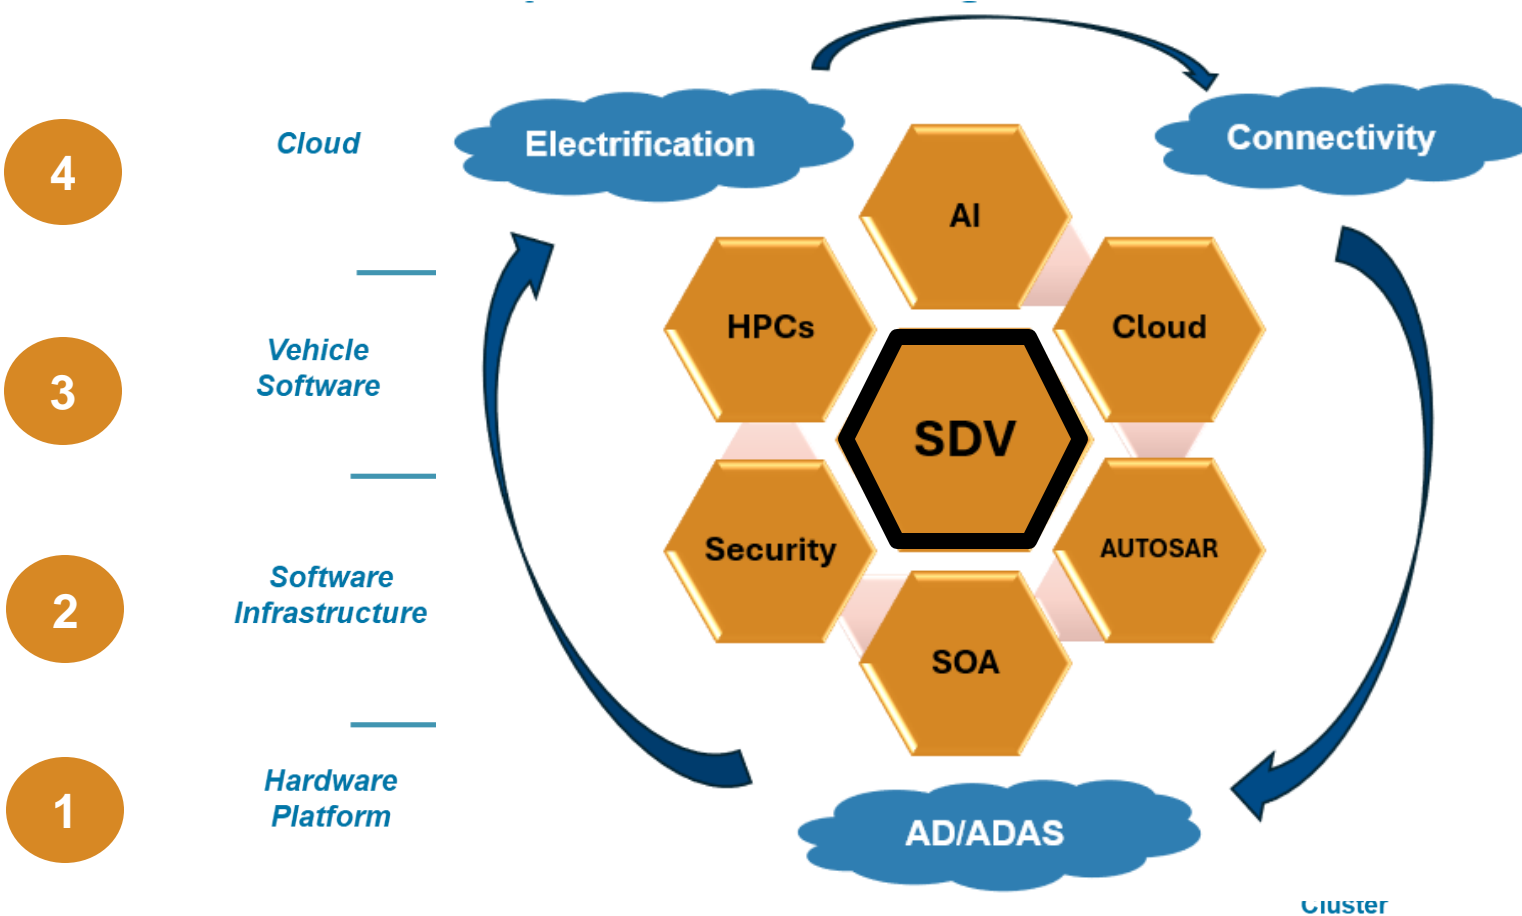 4
Cloud
3
Vehicle
Software
2
Software
Infrastructure
1
Hardware
Platform
Electrification
Connectivity
AI
HPCs
Cloud
SDV
Security
AUTOSAR
SOA
AD/ADAS
Cluster